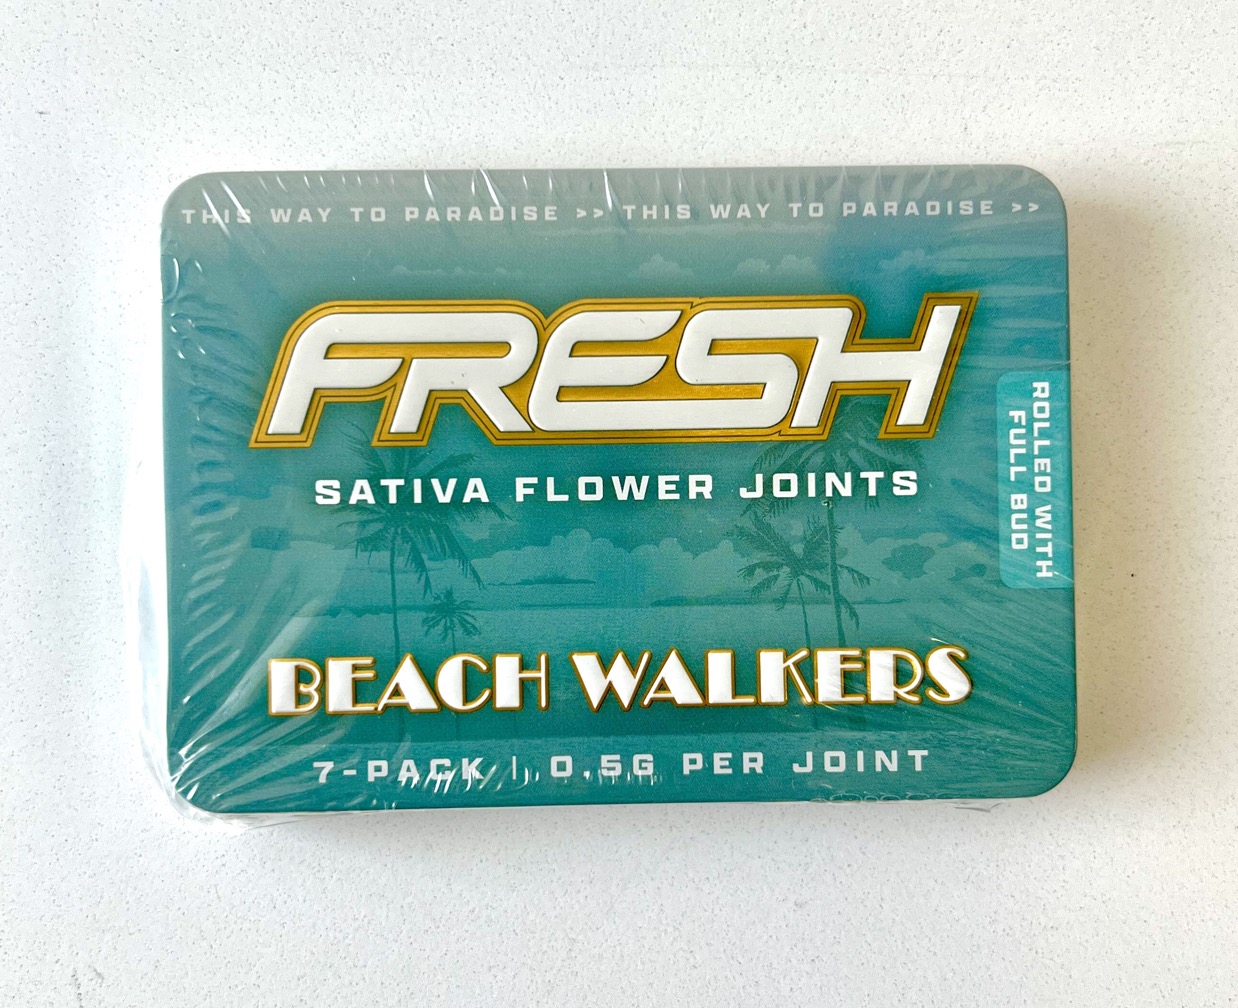 THIS WAY TO PARADISE >> THIS WAY TO PARADISE >>
FRESH
SATIVA FLOWER JOINTS
ROLLED WITH
FULL BUD
BEACH WALKERS
7-PACK | 0.5G PER JOINT